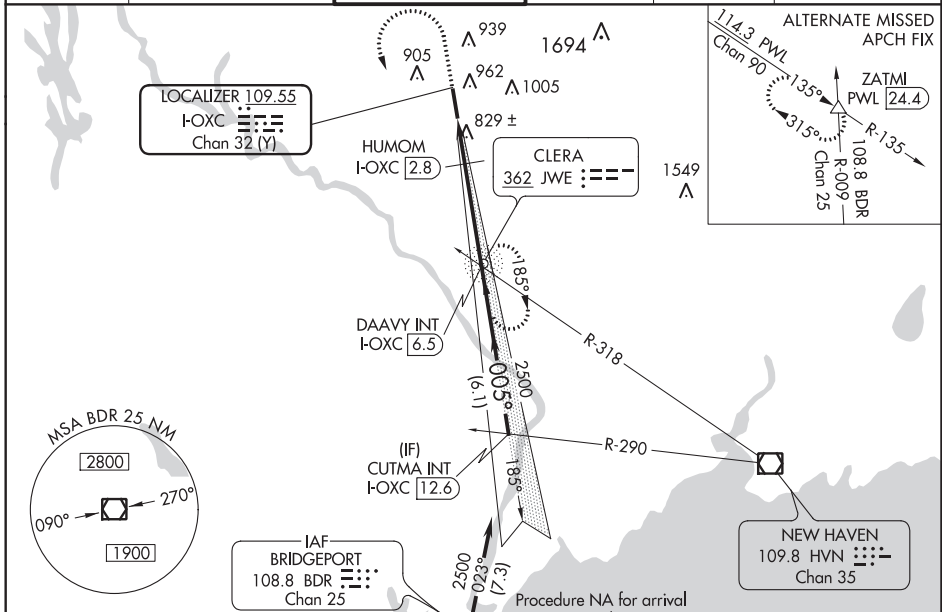 939
1694
905
962
1005
829 ±
LOCALIZER 109.55
I-OXC
Chan 32 (Y)
HUMOM
I-OXC 2.8
CLERA
362 JWE
1549
ALTERNATE MISSED
APCH FIX
114.3 PWL
Chan 90
135°
315°
ZATMI
PWL 24.4
R-135
R-009
108.8 BDR
Chan 25
185°
DAAVY INT
I-OXC 6.5
R-318
2500
005°
(6.1)
(IF)
CUTMA INT
I-OXC 12.6
R-290
185°
MSA BDR 25 NM
2800
270°
090°
1900
IAF
BRIDGEPORT
108.8 BDR
Chan 25
2500
023°
(7.3)
NEW HAVEN
109.8 HVN
Chan 35
Procedure NA for arrival